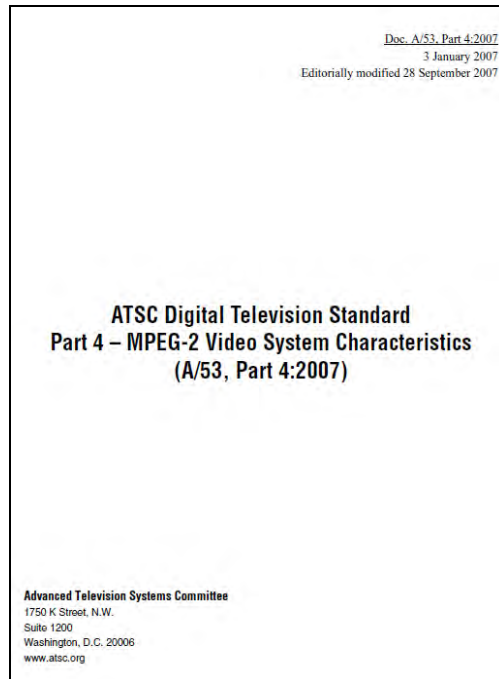 Doc. A/53, Part 4:2007
3 January 2007
Editorially modified 28 September 2007
ATSC Digital Television Standard
Part 4 – MPEG-2 Video System Characteristics
(A/53, Part 4:2007)
Advanced Television Systems Committee
1750 K Street, N.W.
Suite 1200
Washington, D.C. 20006
www.atsc.org